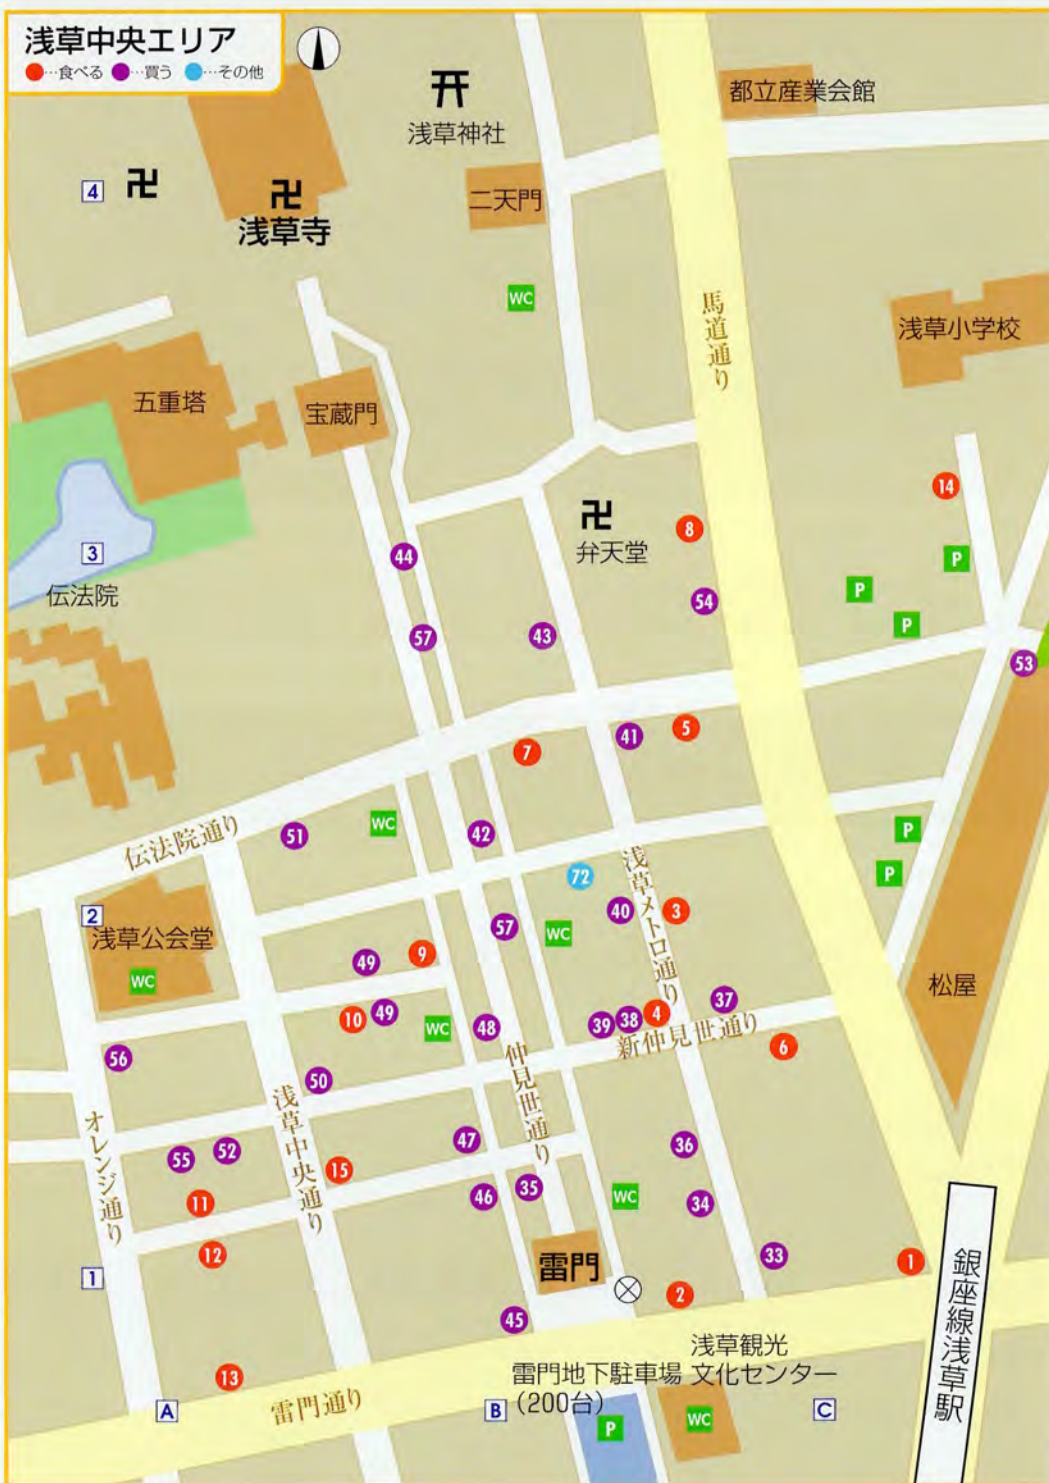 浅草中央エリア
●…食べる ●…買う ●…その他
浅草神社
都立産業会館
二天門
4
浅草寺
WC
馬道通り
浅草小学校
五重塔
宝蔵門
14
8
弁天堂
3
44
P
P
54
P
伝法院
57
43
53
5
41
7
伝法院通り
51
WC
42
P
浅草メトロ通り
72
P
2
40
3
浅草公会堂
57
WC
9
49
WC
松屋
37
10
49
4
38
39
48
WC
新仲見世通り
6
56
仲見世通り
50
浅草中央通り
オレンジ通り
47
36
52
55
15
35
46
WC
11
34
12
33
1
雷門
1
2
銀座線浅草駅
45
浅草観光
文化センター
雷門地下駐車場
(200台)
13
雷門通り
A
B
C
P
WC